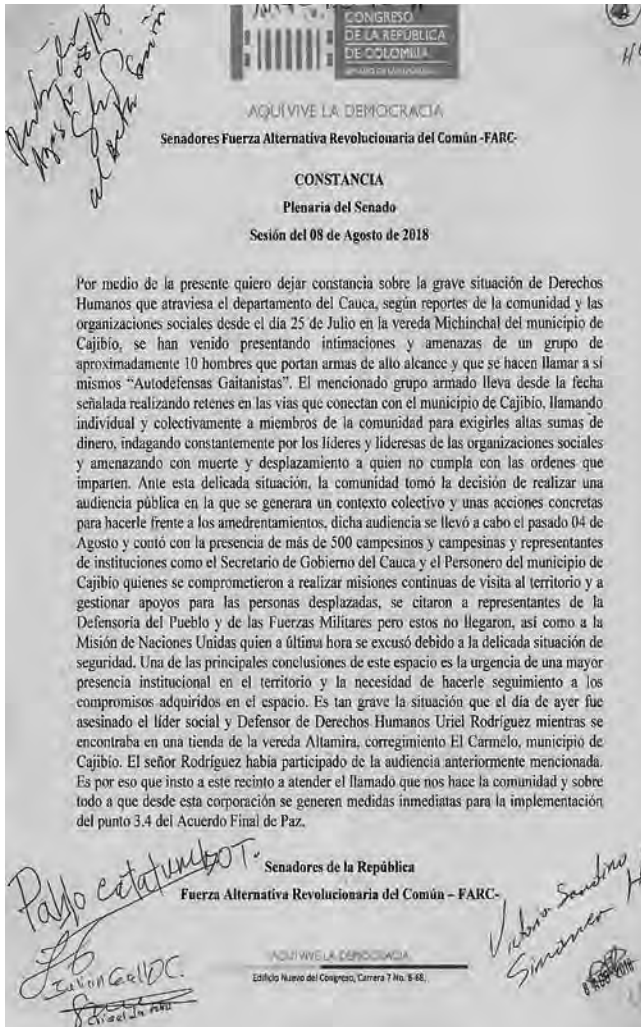 CONGRESO
DE LA REPÚBLICA
DE COLOMBIA
AQUÍ VIVE LA DEMOCRACIA
Senadores Fuerza Alternativa Revolucionaria del Común -FARC-
CONSTANCIA
Plenaria del Senado
Sesión del 08 de Agosto de 2018
Por medio de la presente quiero dejar constancia sobre la grave situación de Derechos
Humanos que atraviesa el departamento del Cauca, según reportes de la comunidad y las
organizaciones sociales desde el día 25 de Julio en la vereda Michinchal del municipio de
Cajibío, se han venido presentando intimaciones y amenazas de un grupo de
aproximadamente 10 hombres que portan armas de alto alcance y que se hacen llamar a sí
mismos “Autodefensas Gaitanistas”. El mencionado grupo armado lleva desde la fecha
señalada realizando retenes en las vias que conectan con el municipio de Cajibío, llamando
individual y colectivamente a miembros de la comunidad para exigirles altas sumas de
dinero, indagando constantemente por los líderes y lideresas de las organizaciones sociales
y amenazando con muerte y desplazamiento a quien no cumpla con las ordenes que
imparten. Ante esta delicada situación, la comunidad tomó la decisión de realizar una
audiencia pública en la que se generara un contexto colectivo y unas acciones concretas
para hacerle frente a los amedrentamientos, dicha audiencia se llevó a cabo el pasado 04 de
Agosto y contó con la presencia de más de 500 campesinos y campesinas y representantes
de instituciones como el Secretario de Gobierno del Cauca y el Personero del municipio de
Cajibío quienes se comprometieron a realizar misiones continuas de visita al territorio y a
gestionar apoyos para las personas desplazadas, se citaron a representantes de la
Defensoría del Pueblo y de las Fuerzas Militares pero estos no llegaron, así como a la
Misión de Naciones Unidas quien a última hora se excusó debido a la delicada situación de
seguridad. Una de las principales conclusiones de este espacio es la urgencia de una mayor
presencia institucional en el territorio y la necesidad de hacerle seguimiento a los
compromisos adquiridos en el espacio. Es tan grave la situación que el día de ayer fue
asesinado el líder social y Defensor de Derechos Humanos Uriel Rodríguez mientras se
encontraba en una tienda de la vereda Altamira, corregimiento El Carmelo, municipio de
Cajibío. El señor Rodríguez había participado de la audiencia anteriormente mencionada.
Es por eso que insto a este recinto a atender el llamado que nos hace la comunidad y sobre
todo a que desde esta corporación se generen medidas inmediatas para la implementación
del punto 3.4 del Acuerdo Final de Paz.
Pablo Catatumbo T.
Senadores de la República
Fuerza Alternativa Revolucionaria del Común – FARC-
Victoria Sandino
AQUÍ VIVE LA DEMOCRACIA
Edificio Nuevo del Congreso, Carrera 7 No. 8-68.